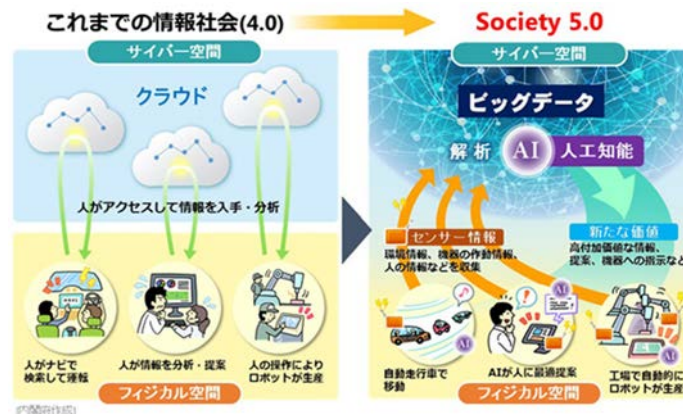 これまでの情報社会(4.0)
サイバー空間
クラウド
人がアクセスして情報を入手・分析
人がナビで
検索して運転
人が情報を分析・提案
人の操作により
ロボットが生産
フィジカル空間
Society 5.0
サイバー空間
ビッグデータ
解析 AI 人工知能
センサー情報
環境情報、機器の作動情報、
人の情報などを収集
新たな価値
高付加価値な情報、
提案、機器への指示など
AI
AI
AI
自動走行車で
移動
AIが人に最適提案
工場で自動的に
ロボットが生産
フィジカル空間